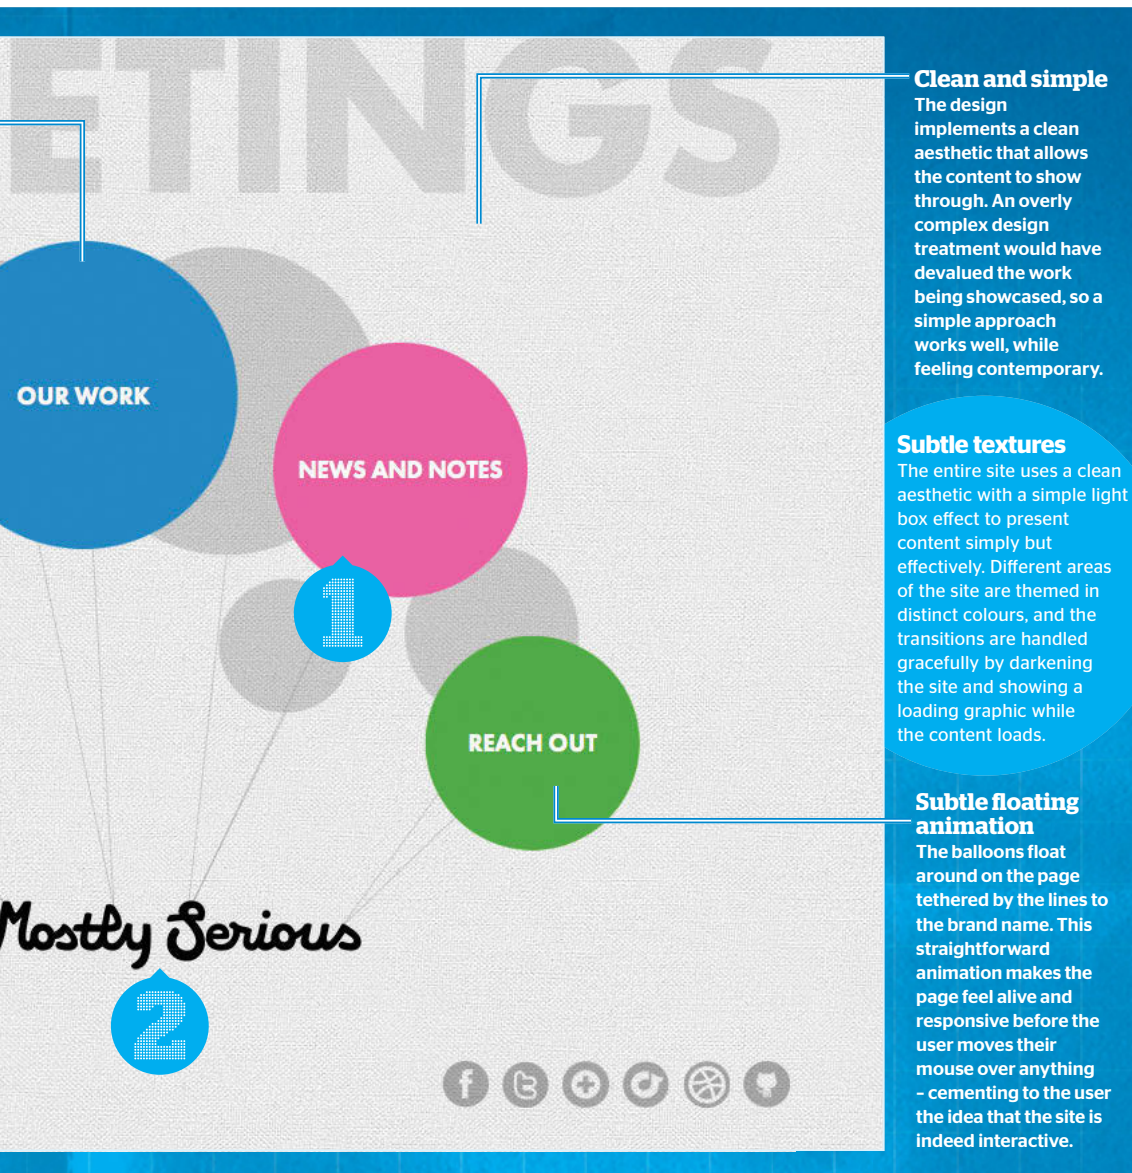 ETINGS
OUR WORK
NEWS AND NOTES
1
REACH OUT
Mostly Serious
2
Clean and simple
The design
implements a clean
aesthetic that allows
the content to show
through. An overly
complex design
treatment would have
devalued the work
being showcased, so a
simple approach
works well, while
feeling contemporary.
Subtle textures
The entire site uses a clean
aesthetic with a simple light
box effect to present
content simply but
effectively. Different areas
of the site are themed in
distinct colours, and the
transitions are handled
gracefully by darkening
the site and showing a
loading graphic while
the content loads.
Subtle floating
animation
The balloons float
around on the page
tethered by the lines to
the brand name. This
straightforward
animation makes the
page feel alive and
responsive before the
user moves their
mouse over anything
– cementing to the user
the idea that the site is
indeed interactive.